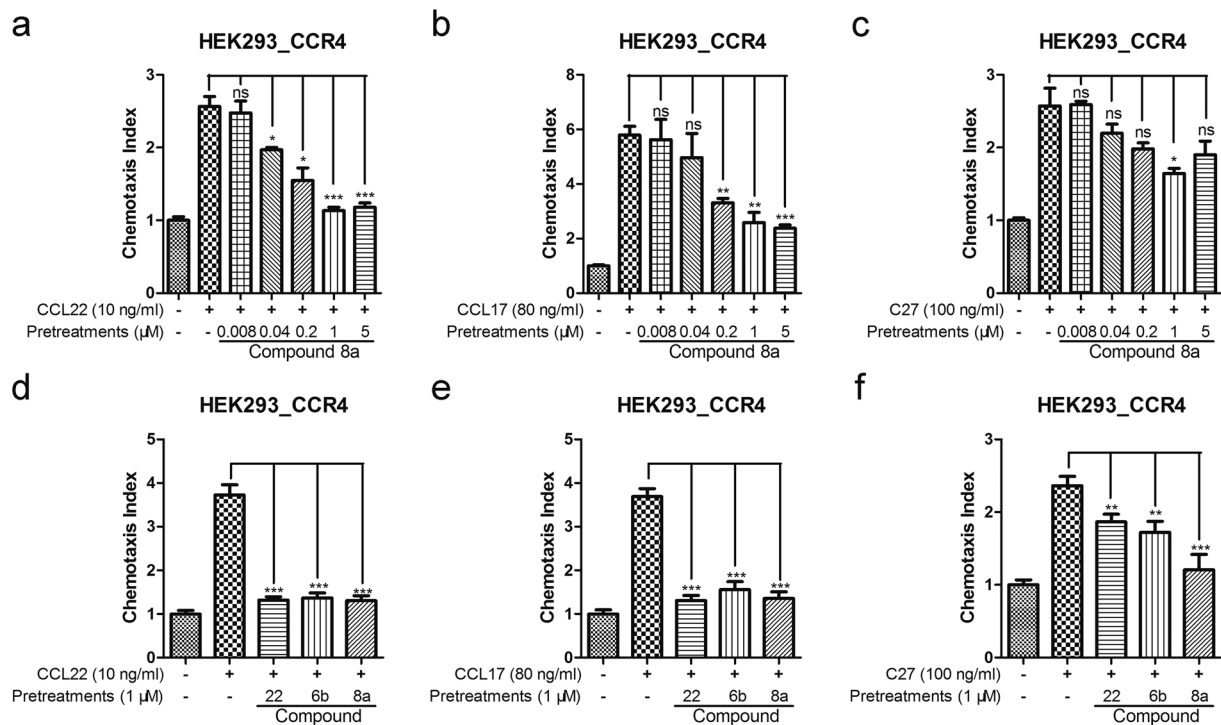 a
HEK293_CCR4
Chemotaxis Index
3
2
1
0
ns
*
*
***
***
CCL22 (10 ng/ml) - + + + + + +
Pretreatments (µM) - - 0.008 0.04 0.2 1 5
Compound 8a
b
HEK293_CCR4
Chemotaxis Index
8
6
4
2
0
ns
ns
**
**
***
CCL17 (80 ng/ml) - + + + + + +
Pretreatments (µM) - - 0.008 0.04 0.2 1 5
Compound 8a
c
HEK293_CCR4
Chemotaxis Index
3
2
1
0
ns
ns
ns
*
ns
C27 (100 ng/ml) - + + + + + +
Pretreatments (µM) - - 0.008 0.04 0.2 1 5
Compound 8a
d
HEK293_CCR4
Chemotaxis Index
5
4
3
2
1
0
***
***
***
CCL22 (10 ng/ml) - + + + +
Pretreatments (1 µM) - - 22 6b 8a
Compound
e
HEK293_CCR4
Chemotaxis Index
5
4
3
2
1
0
***
***
***
CCL17 (80 ng/ml) - + + + +
Pretreatments (1 µM) - - 22 6b 8a
Compound
f
HEK293_CCR4
Chemotaxis Index
3
2
1
0
**
**
***
C27 (100 ng/ml) - + + + +
Pretreatments (1 µM) - - 22 6b 8a
Compound